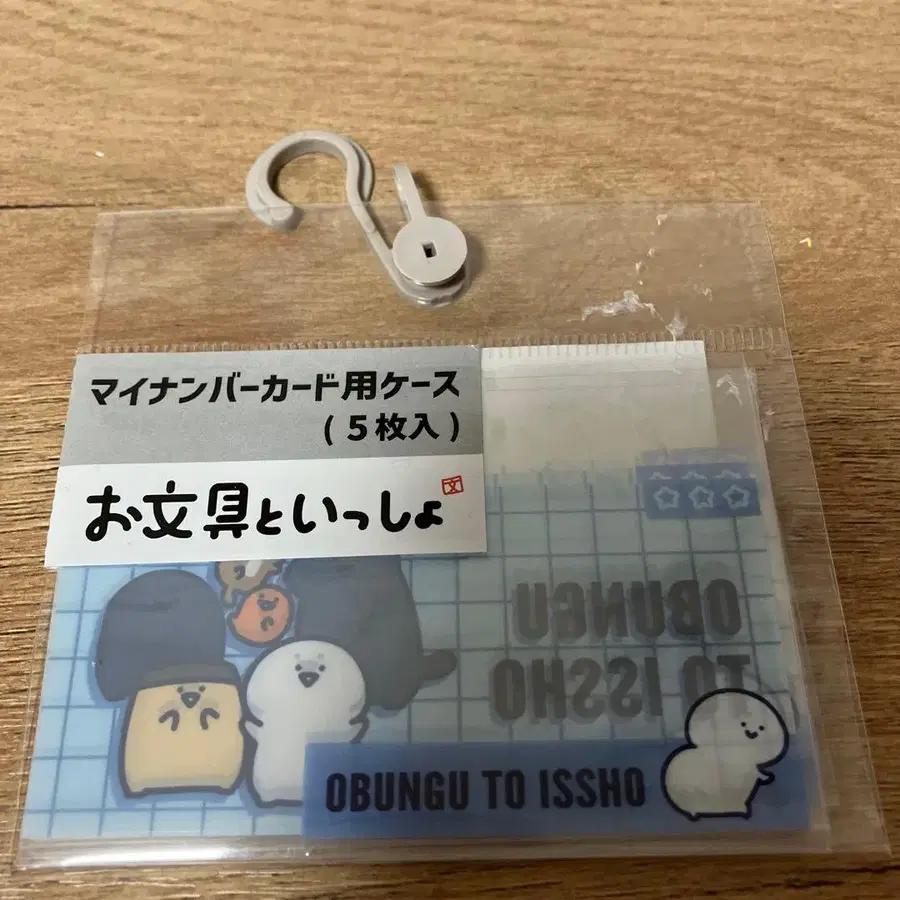 マイナンバーカード用ケース
(5枚入)
お文具といっしょ 文
OBUNGU
TO ISSHO
OBUNGU TO ISSHO